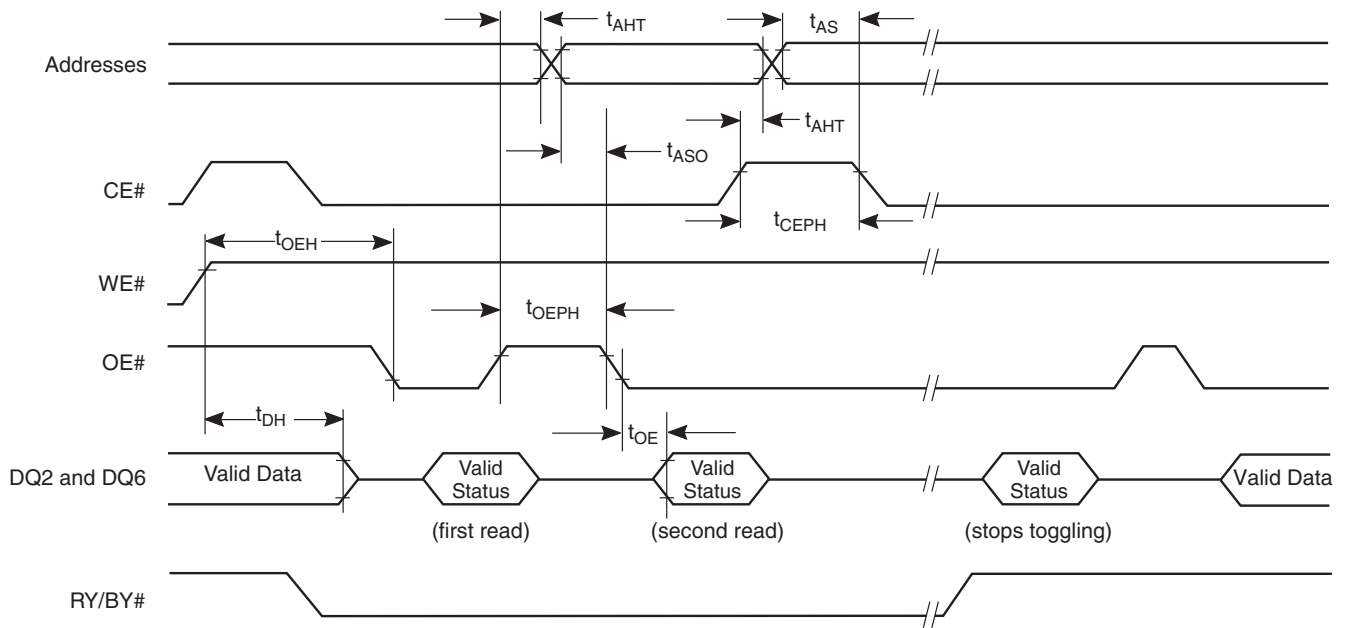 tAHT
tAS
Addresses
tAHT
tASO
CE#
tCEPH
tOEH
WE#
tOEPH
OE#
tDH
tOE
DQ2 and DQ6
Valid Data
Valid
Status
Valid
Status
Valid
Status
Valid Data
(first read)
(second read)
(stops toggling)
RY/BY#